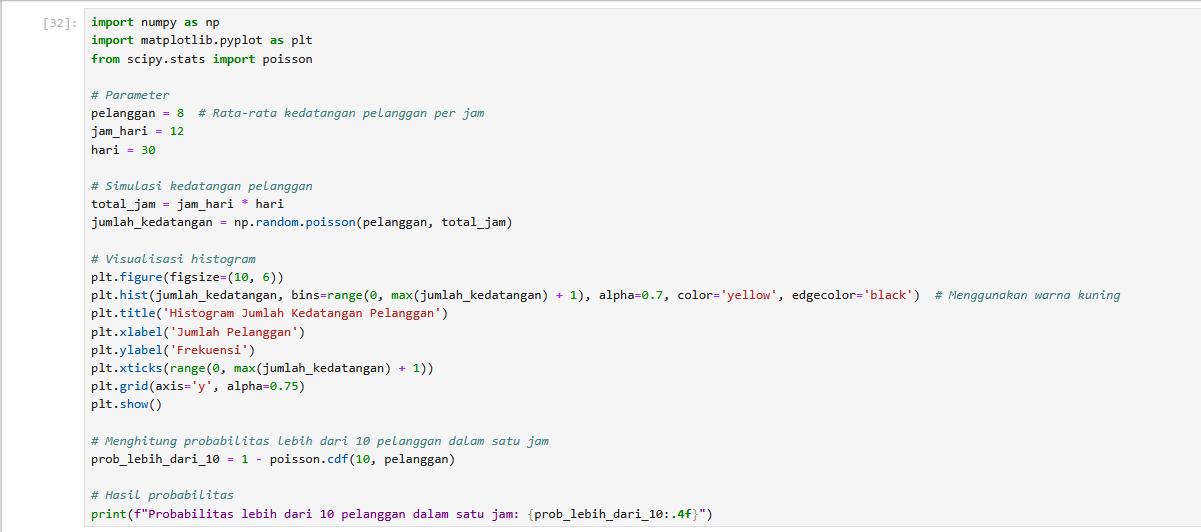 [32]:
import numpy as np
import matplotlib.pyplot as plt
from scipy.stats import poisson
# Parameter
pelanggan = 8  # Rata-rata kedatangan pelanggan per jam
jam_hari = 12
hari = 30
# Simulasi kedatangan pelanggan
total_jam = jam_hari * hari
jumlah_kedatangan = np.random.poisson(pelanggan, total_jam)
# Visualisasi histogram
plt.figure(figsize=(10, 6))
plt.hist(jumlah_kedatangan, bins=range(0, max(jumlah_kedatangan) + 1), alpha=0.7, color='yellow', edgecolor='black')  # Menggunakan warna kuning
plt.title('Histogram Jumlah Kedatangan Pelanggan')
plt.xlabel('Jumlah Pelanggan')
plt.ylabel('Frekuensi')
plt.xticks(range(0, max(jumlah_kedatangan) + 1))
plt.grid(axis='y', alpha=0.75)
plt.show()
# Menghitung probabilitas lebih dari 10 pelanggan dalam satu jam
prob_lebih_dari_10 = 1 - poisson.cdf(10, pelanggan)
# Hasil probabilitas
print(f"Probabilitas lebih dari 10 pelanggan dalam satu jam: {prob_lebih_dari_10:.4f}")